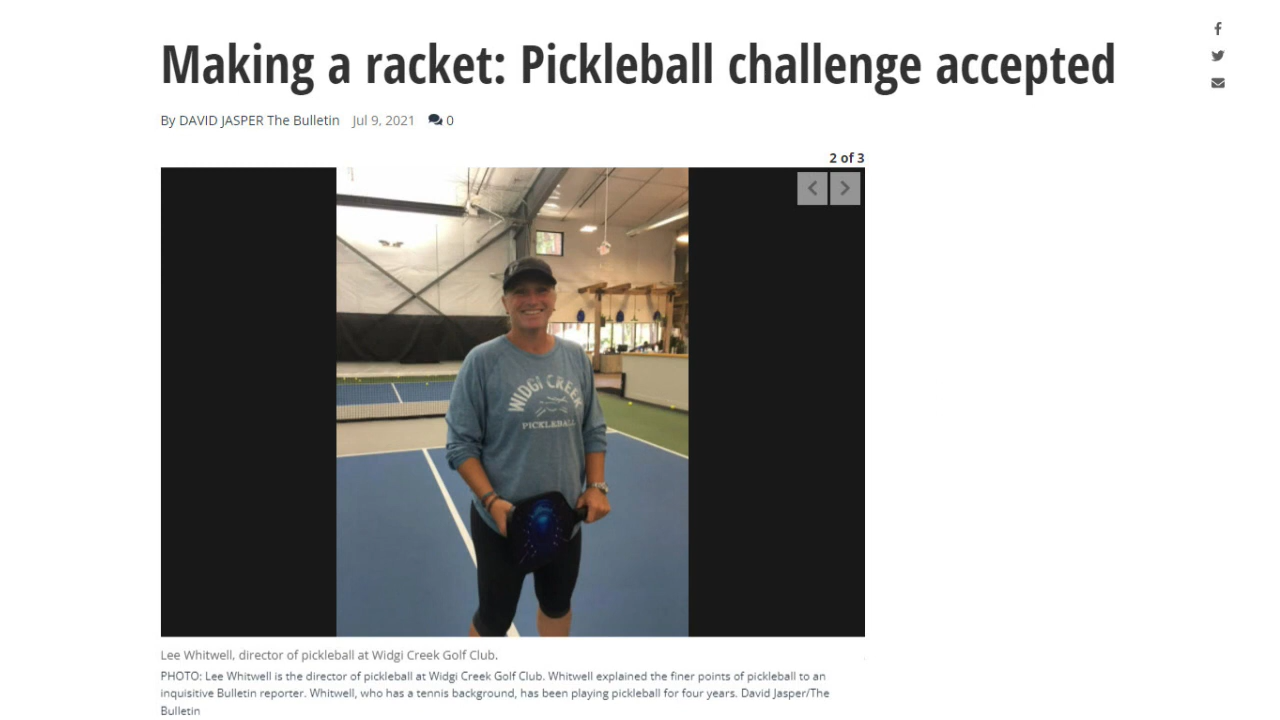 Making a racket: Pickleball challenge accepted
By DAVID JASPER The Bulletin Jul 9, 2021 0
2 of 3
WIDGI CREEK
PICKLEBALL
Lee Whitwell, director of pickleball at Widgi Creek Golf Club.
PHOTO: Lee Whitwell is the director of pickleball at Widgi Creek Golf Club. Whitwell explained the finer points of pickleball to an
inquisitive Bulletin reporter. Whitwell, who has a tennis background, has been playing pickleball for four years. David Jasper/The
Bulletin